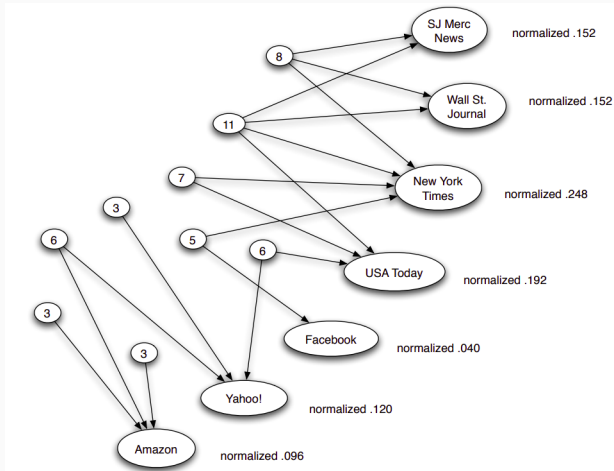 SJ Merc
News
normalized .152
8
Wall St.
Journal
normalized .152
11
7
New York
Times
normalized .248
3
6
5
6
USA Today
normalized .192
3
Facebook
normalized .040
3
Yahoo!
normalized .120
Amazon
normalized .096